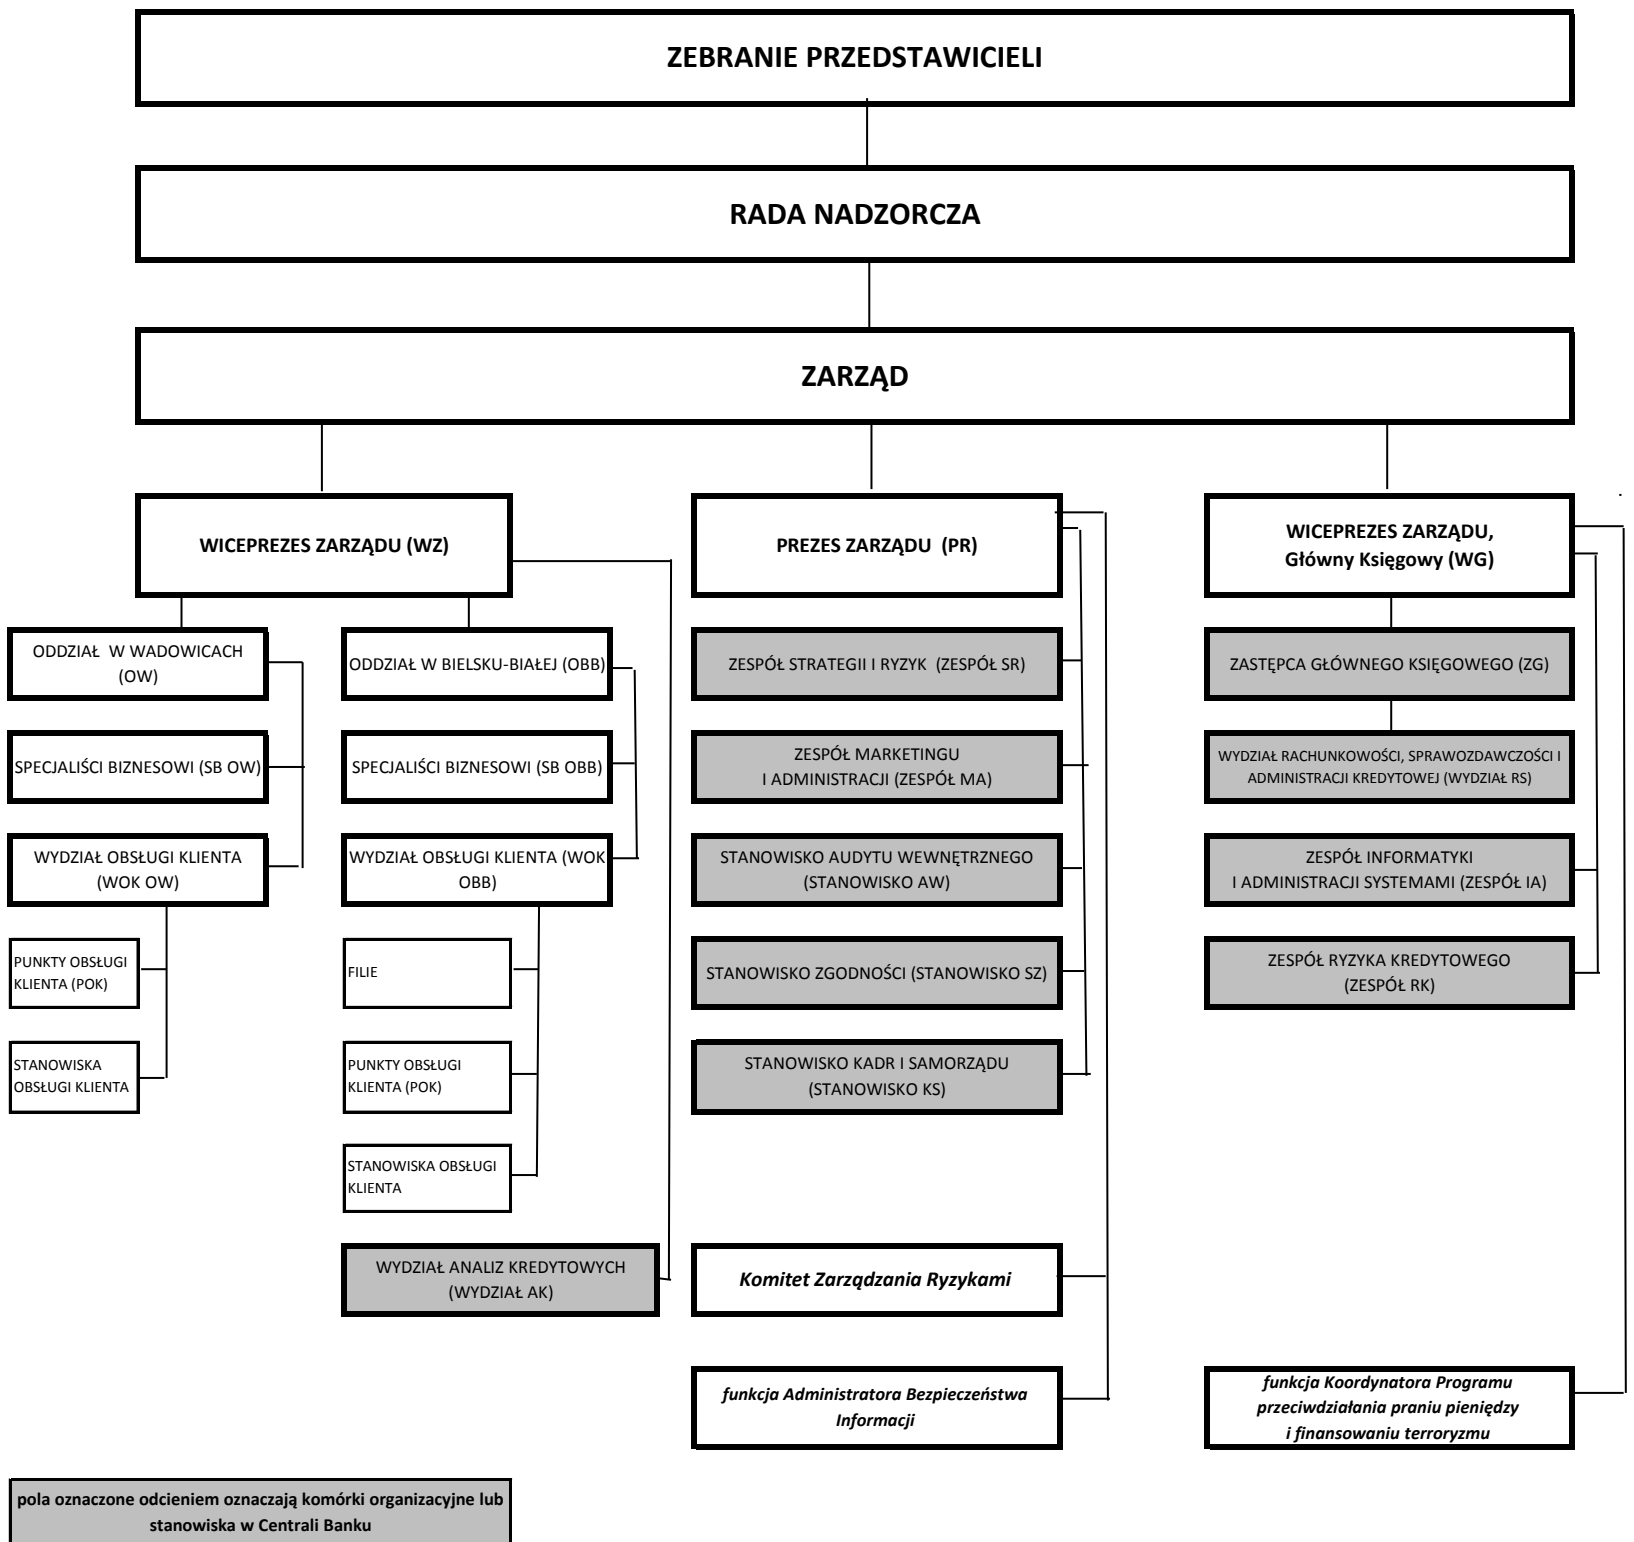 ZEBRANIE PRZEDSTAWICIELI
RADA NADZORCZA
ZARZĄD
WICEPREZES ZARZĄDU (WZ)
PREZES ZARZĄDU (PR)
WICEPREZES ZARZĄDU,
Główny Księgowy (WG)
ODDZIAŁ W WADOWICACH
(OW)
ODDZIAŁ W BIELSKU-BIAŁEJ (OBB)
ZESPÓŁ STRATEGII I RYZYK (ZESPÓŁ SR)
ZASTĘPCA GŁÓWNEGO KSIĘGOWEGO (ZG)
SPECJALIŚCI BIZNESOWI (SB OW)
SPECJALIŚCI BIZNESOWI (SB OBB)
ZESPÓŁ MARKETINGU
I ADMINISTRACJI (ZESPÓŁ MA)
WYDZIAŁ RACHUNKOWOŚCI, SPRAWOZDAWCZOŚCI I
ADMINISTRACJI KREDYTOWEJ (WYDZIAŁ RS)
WYDZIAŁ OBSŁUGI KLIENTA
(WOK OW)
WYDZIAŁ OBSŁUGI KLIENTA (WOK
OBB)
STANOWISKO AUDYTU WEWNĘTRZNEGO
(STANOWISKO AW)
ZESPÓŁ INFORMATYKI
I ADMINISTRACJI SYSTEMAMI (ZESPÓŁ IA)
PUNKTY OBSŁUGI
KLIENTA (POK)
FILIE
STANOWISKO ZGODNOŚCI (STANOWISKO SZ)
ZESPÓŁ RYZYKA KREDYTOWEGO
(ZESPÓŁ RK)
STANOWISKA
OBSŁUGI KLIENTA
PUNKTY OBSŁUGI
KLIENTA (POK)
STANOWISKO KADR I SAMORZĄDU
(STANOWISKO KS)
STANOWISKA OBSŁUGI
KLIENTA
WYDZIAŁ ANALIZ KREDYTOWYCH
(WYDZIAŁ AK)
Komitet Zarządzania Ryzykami
funkcja Administratora Bezpieczeństwa
Informacji
funkcja Koordynatora Programu
przeciwdziałania praniu pieniędzy
i finansowaniu terroryzmu
pola oznaczone odcieniem oznaczają komórki organizacyjne lub
stanowiska w Centrali Banku